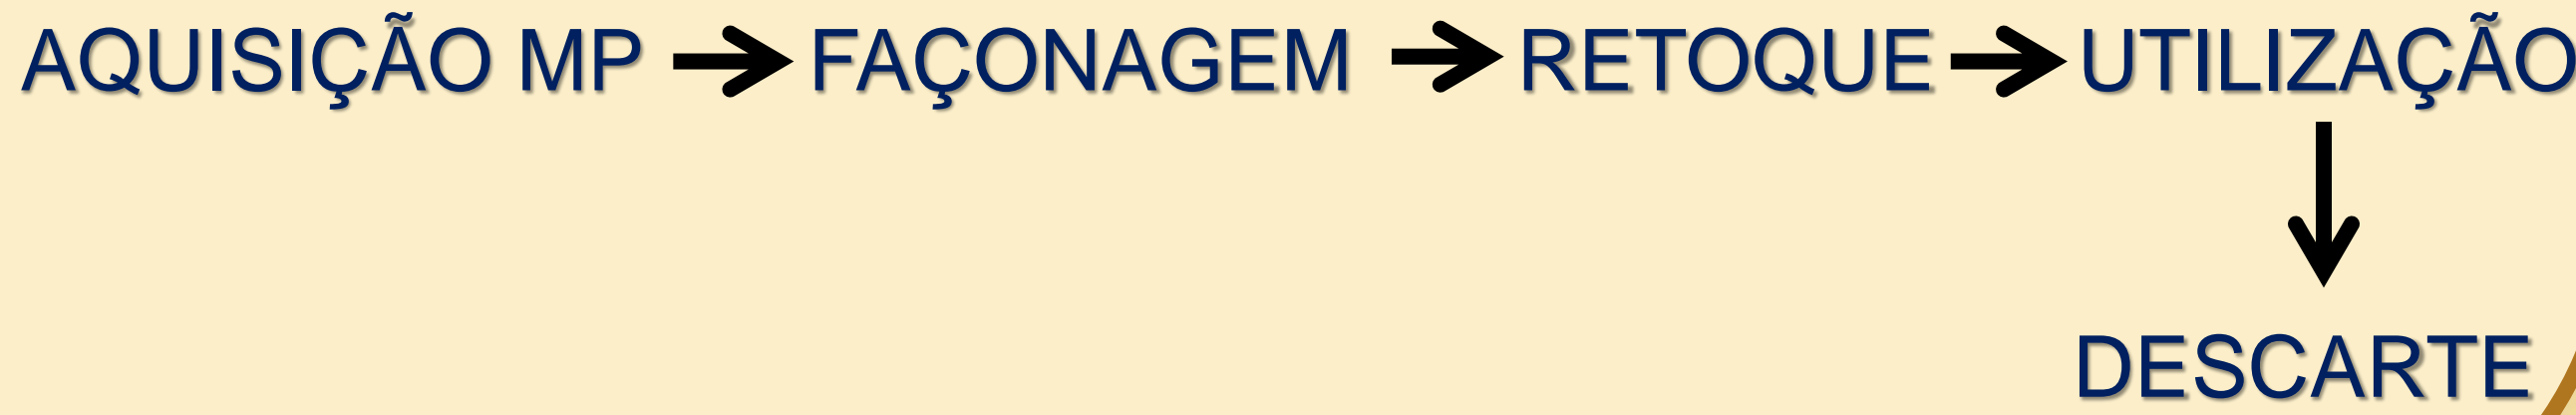 AQUISIÇÃO MP → FAÇONAGEM → RETOQUE → UTILIZAÇÃO
DESCARTE